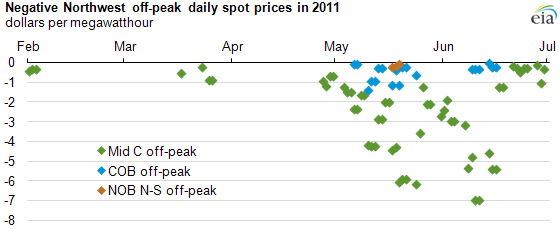 Negative Northwest off-peak daily spot prices in 2011
dollars per megawatthour
eia
Feb Mar Apr May Jun Jul
0
-1
-2
-3
-4
-5
-6
-7
-8
Mid C off-peak
COB off-peak
NOB N-S off-peak